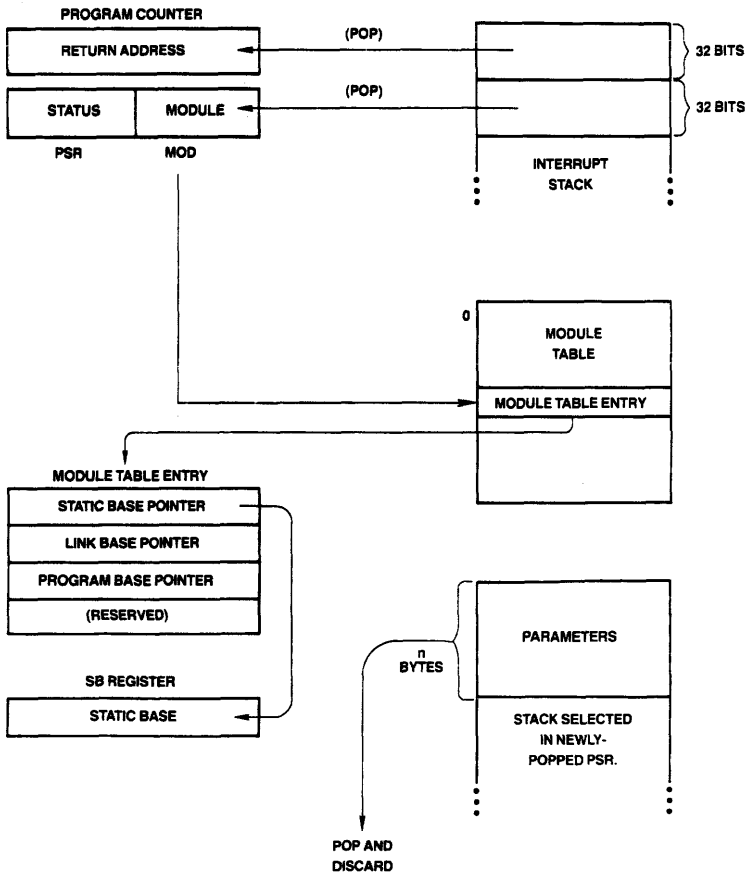 PROGRAM COUNTER
RETURN ADDRESS
(POP)
32 BITS
STATUS
MODULE
(POP)
32 BITS
PSR
MOD
INTERRUPT
STACK
0
MODULE
TABLE
MODULE TABLE ENTRY
MODULE TABLE ENTRY
STATIC BASE POINTER
LINK BASE POINTER
PROGRAM BASE POINTER
(RESERVED)
PARAMETERS
n
BYTES
SB REGISTER
STATIC BASE
STACK SELECTED
IN NEWLY-
POPPED PSR.
POP AND
DISCARD